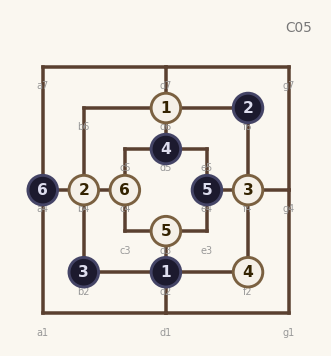 C05
a7 d7 g7
1 2
b6 d6 f6
4
c5 d5 e5
6 2 6 5 3
a4 b4 c4 e4 f4 g4
5
c3 d3 e3
3 1 4
b2 d2 f2
a1 d1 g1